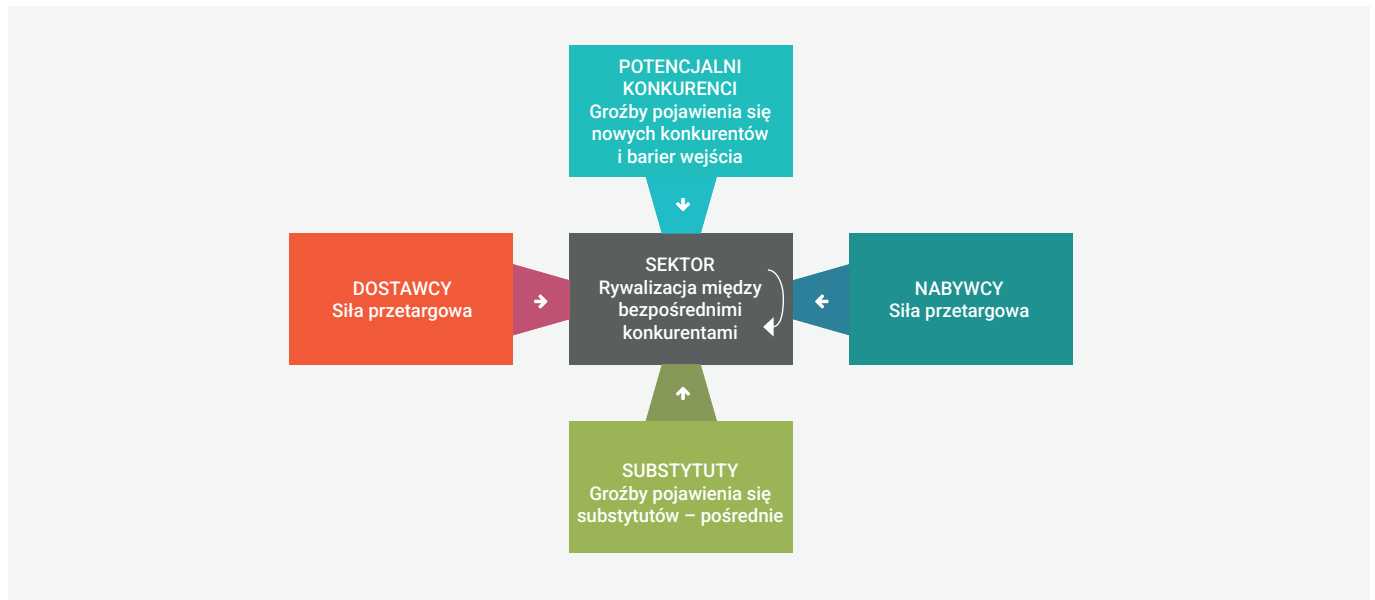 POTENCJALNI
KONKURENCI
Groźby pojawienia się
nowych konkurentów
i barier wejścia
DOSTAWCY
Siła przetargowa
SEKTOR
Rywalizacja między
bezpośrednimi
konkurentami
NABYWCY
Siła przetargowa
SUBSTYTUTY
Groźby pojawienia się
substytutów – pośrednie